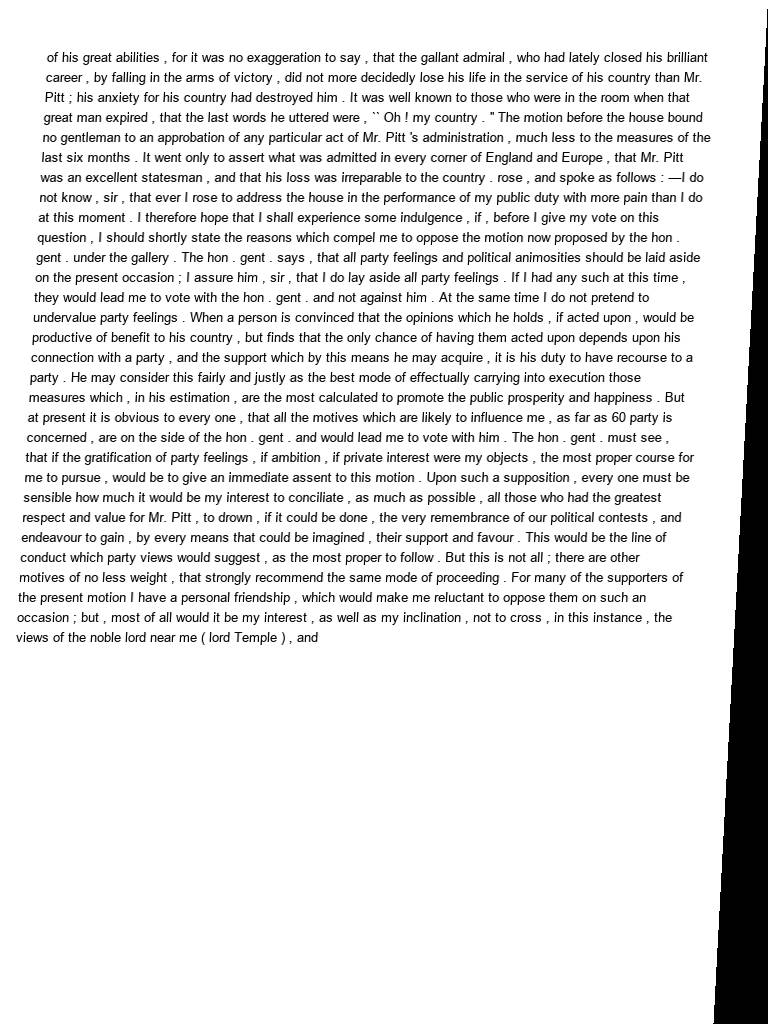 of his great abilities , for it was no exaggeration to say , that the gallant admiral , who had lately closed his brilliant
career , by falling in the arms of victory , did not more decidedly lose his life in the service of his country than Mr.
Pitt ; his anxiety for his country had destroyed him . It was well known to those who were in the room when that
great man expired , that the last words he uttered were , `` Oh ! my country . " The motion before the house bound
no gentleman to an approbation of any particular act of Mr. Pitt 's administration , much less to the measures of the
last six months . It went only to assert what was admitted in every corner of England and Europe , that Mr. Pitt
was an excellent statesman , and that his loss was irreparable to the country . rose , and spoke as follows : —I do
not know , sir , that ever I rose to address the house in the performance of my public duty with more pain than I do
at this moment . I therefore hope that I shall experience some indulgence , if , before I give my vote on this
question , I should shortly state the reasons which compel me to oppose the motion now proposed by the hon .
gent . under the gallery . The hon . gent . says , that all party feelings and political animosities should be laid aside
on the present occasion ; I assure him , sir , that I do lay aside all party feelings . If I had any such at this time ,
they would lead me to vote with the hon . gent . and not against him . At the same time I do not pretend to
undervalue party feelings . When a person is convinced that the opinions which he holds , if acted upon , would be
productive of benefit to his country , but finds that the only chance of having them acted upon depends upon his
connection with a party , and the support which by this means he may acquire , it is his duty to have recourse to a
party . He may consider this fairly and justly as the best mode of effectually carrying into execution those
measures which , in his estimation , are the most calculated to promote the public prosperity and happiness . But
at present it is obvious to every one , that all the motives which are likely to influence me , as far as 60 party is
concerned , are on the side of the hon . gent . and would lead me to vote with him . The hon . gent . must see ,
that if the gratification of party feelings , if ambition , if private interest were my objects , the most proper course for
me to pursue , would be to give an immediate assent to this motion . Upon such a supposition , every one must be
sensible how much it would be my interest to conciliate , as much as possible , all those who had the greatest
respect and value for Mr. Pitt , to drown , if it could be done , the very remembrance of our political contests , and
endeavour to gain , by every means that could be imagined , their support and favour . This would be the line of
conduct which party views would suggest , as the most proper to follow . But this is not all ; there are other
motives of no less weight , that strongly recommend the same mode of proceeding . For many of the supporters of
the present motion I have a personal friendship , which would make me reluctant to oppose them on such an
occasion ; but , most of all would it be my interest , as well as my inclination , not to cross , in this instance , the
views of the noble lord near me ( lord Temple ) , and